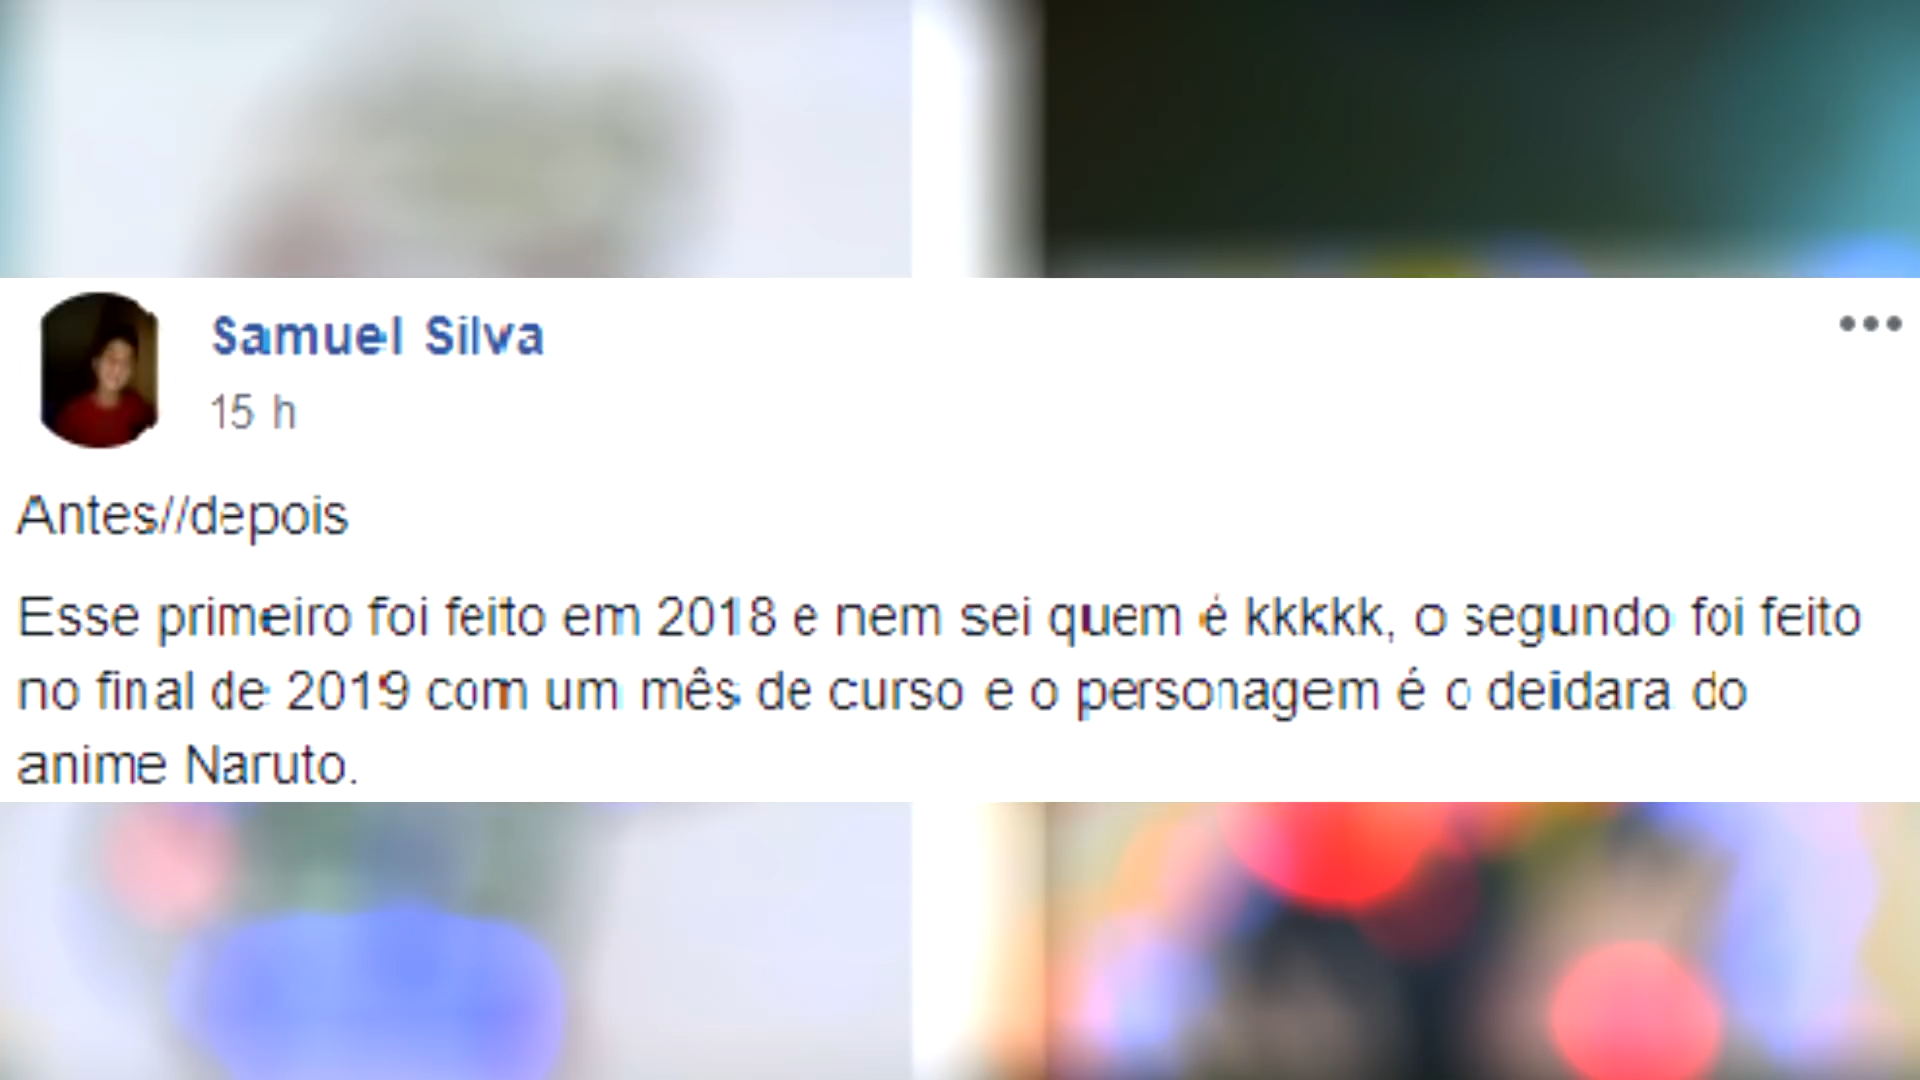 Samuel Silva
15 h
Antes//depois
Esse primeiro foi feito em 2018 e nem sei quem é kkkkk, o segundo foi feito
no final de 2019 com um mês de curso e o personagem é o deidara do
anime Naruto.